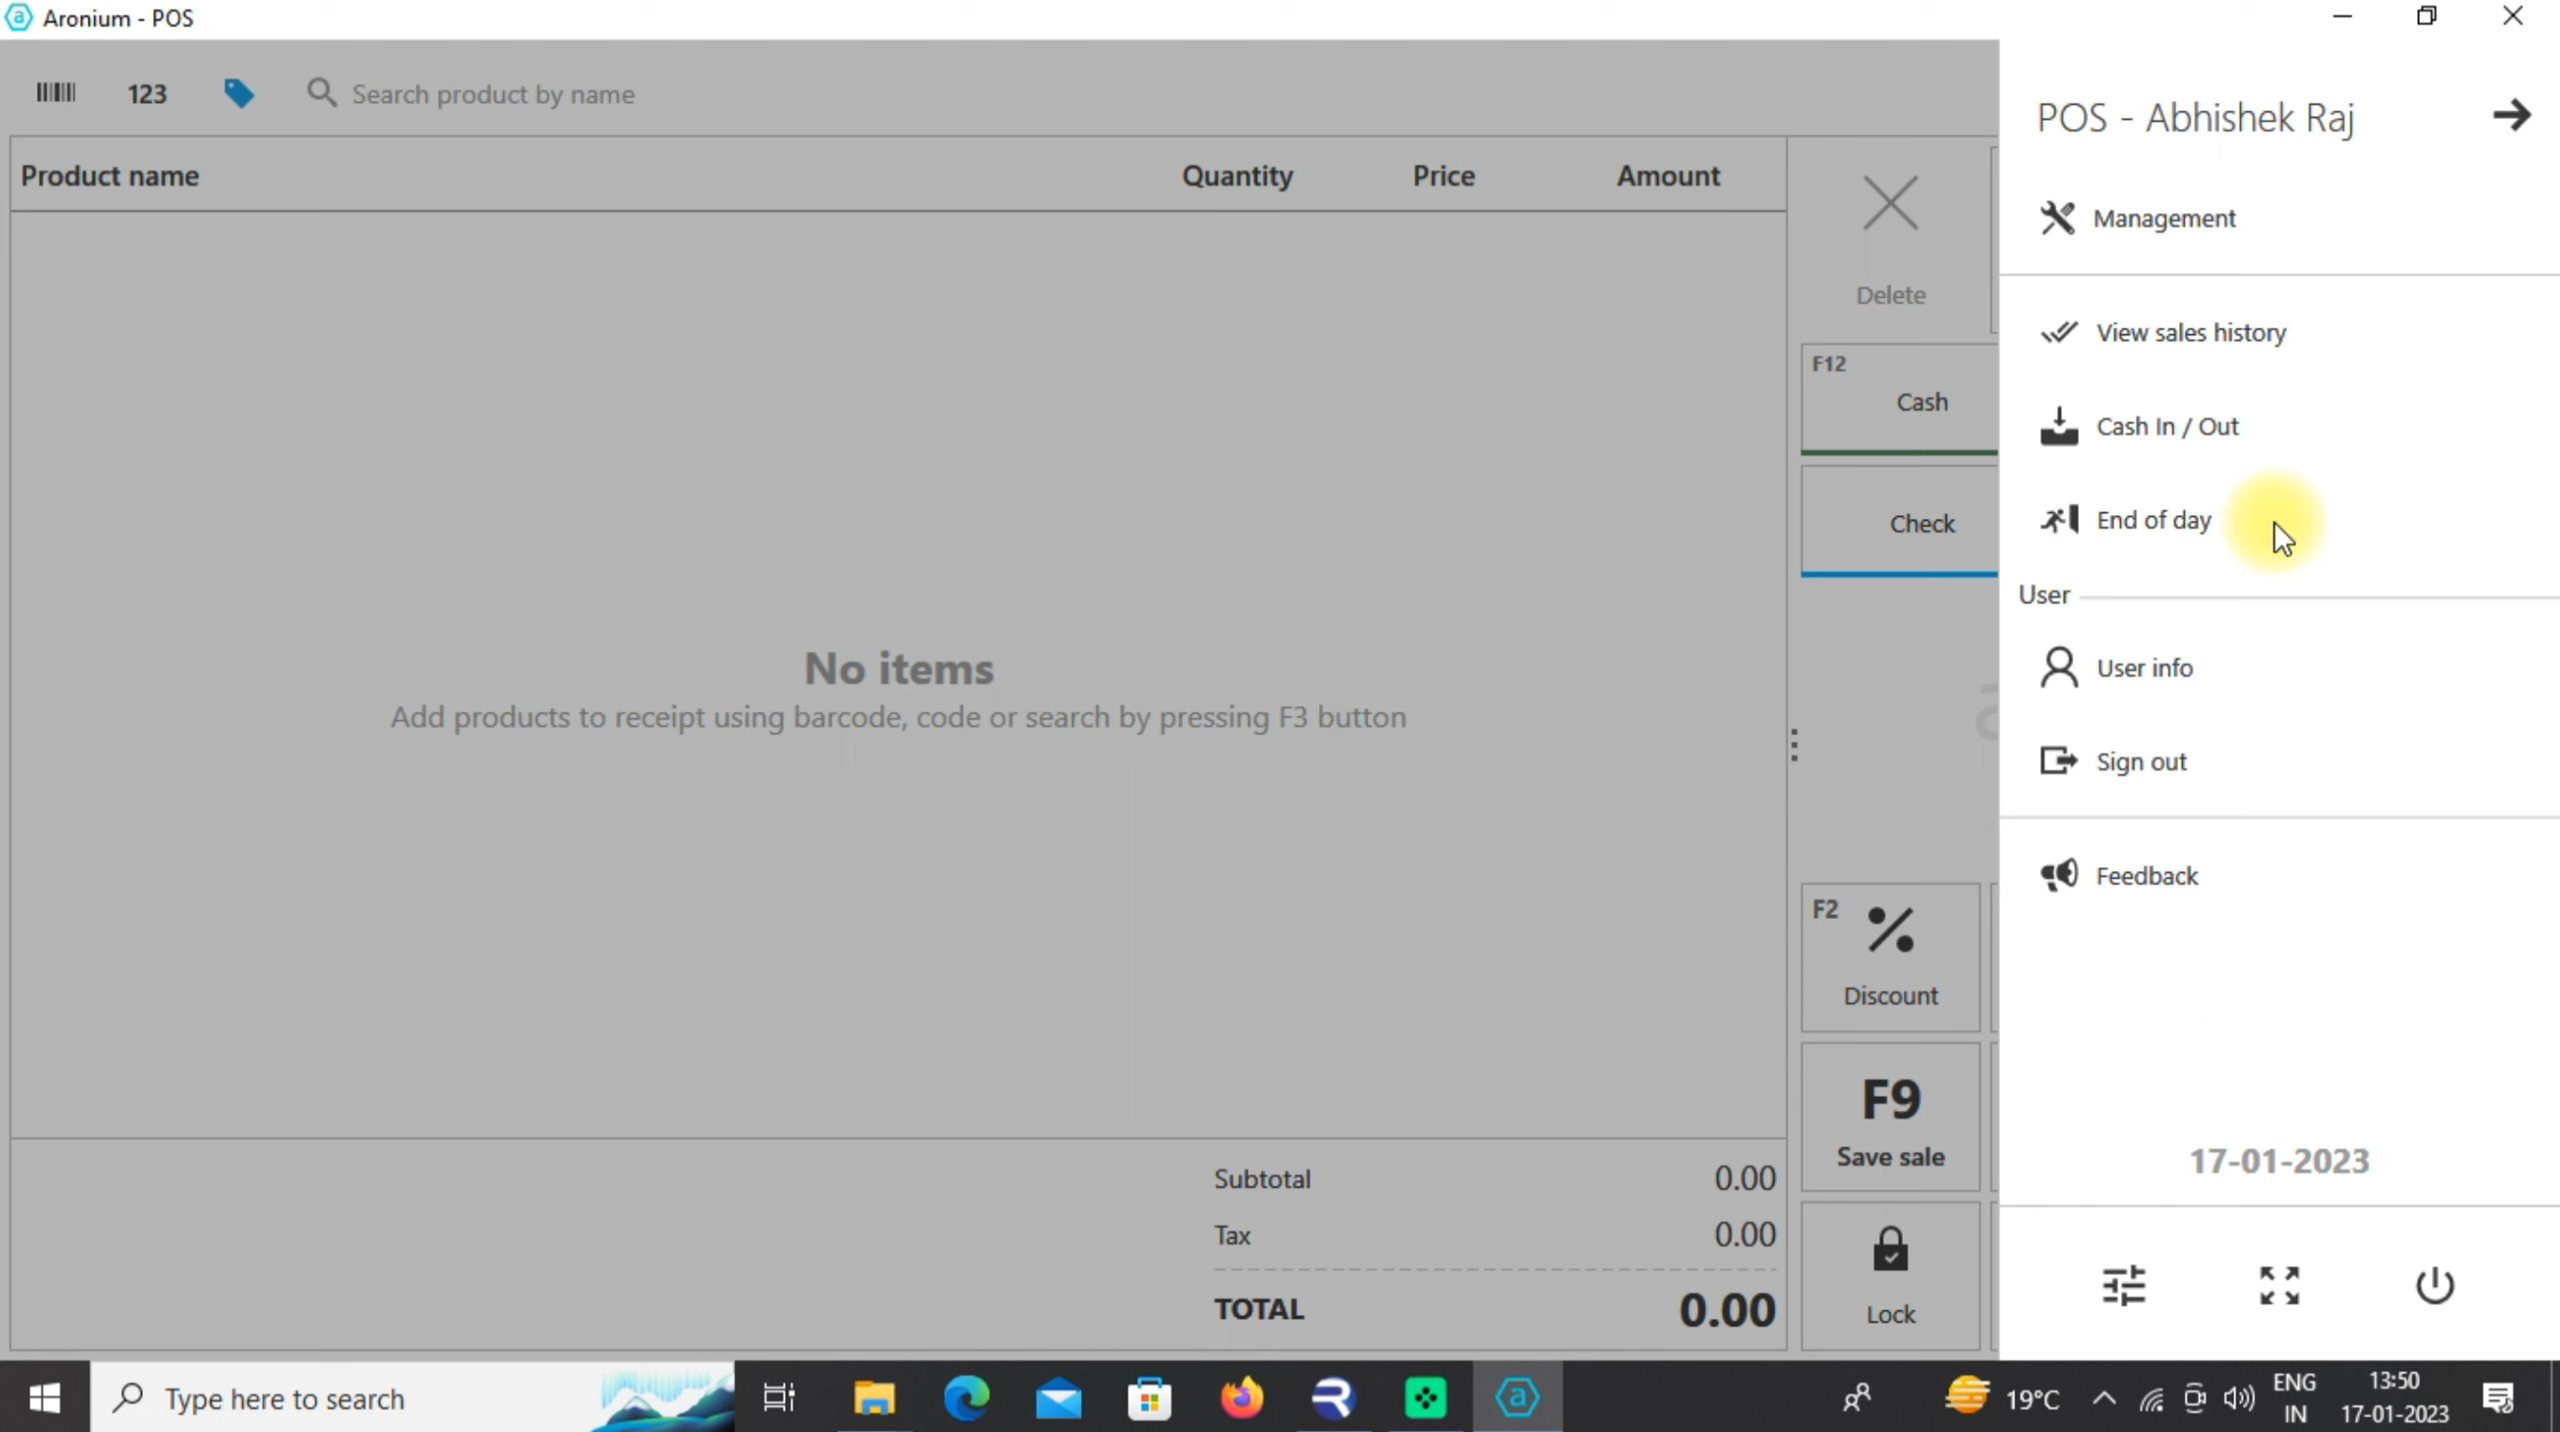 Aronium - POS
123
Search product by name
Product name Quantity Price Amount
No items
Add products to receipt using barcode, code or search by pressing F3 button
Subtotal 0.00
Tax 0.00
TOTAL 0.00
Delete
F12
Cash
Check
F2
Discount
F9
Save sale
Lock
POS - Abhishek Raj
Management
View sales history
Cash In / Out
End of day
User
User info
Sign out
Feedback
17-01-2023
Type here to search
19°C
ENG
IN
13:50
17-01-2023